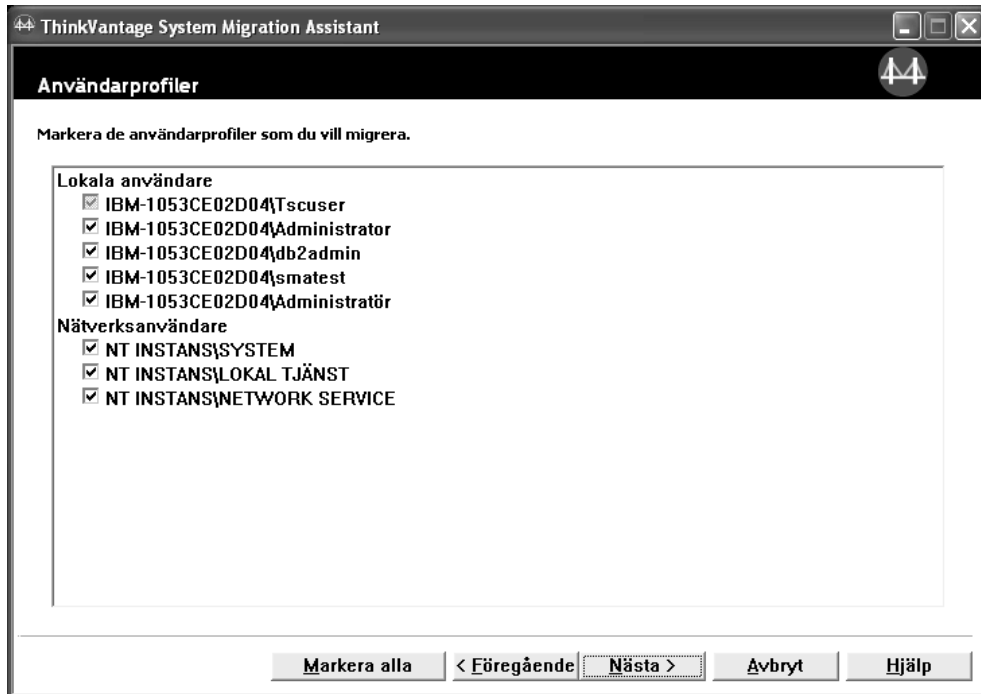 ThinkVantage System Migration Assistant
Användarprofiler
Markera de användarprofiler som du vill migrera.
Lokala användare
IBM-1053CE02D04\Tscuser
IBM-1053CE02D04\Administrator
IBM-1053CE02D04\db2admin
IBM-1053CE02D04\smatest
IBM-1053CE02D04\Administratör
Nätverksanvändare
NT INSTANS\SYSTEM
NT INSTANS\LOKAL TJÄNST
NT INSTANS\NETWORK SERVICE
Markera alla < Föregående Nästa > Avbryt Hjälp